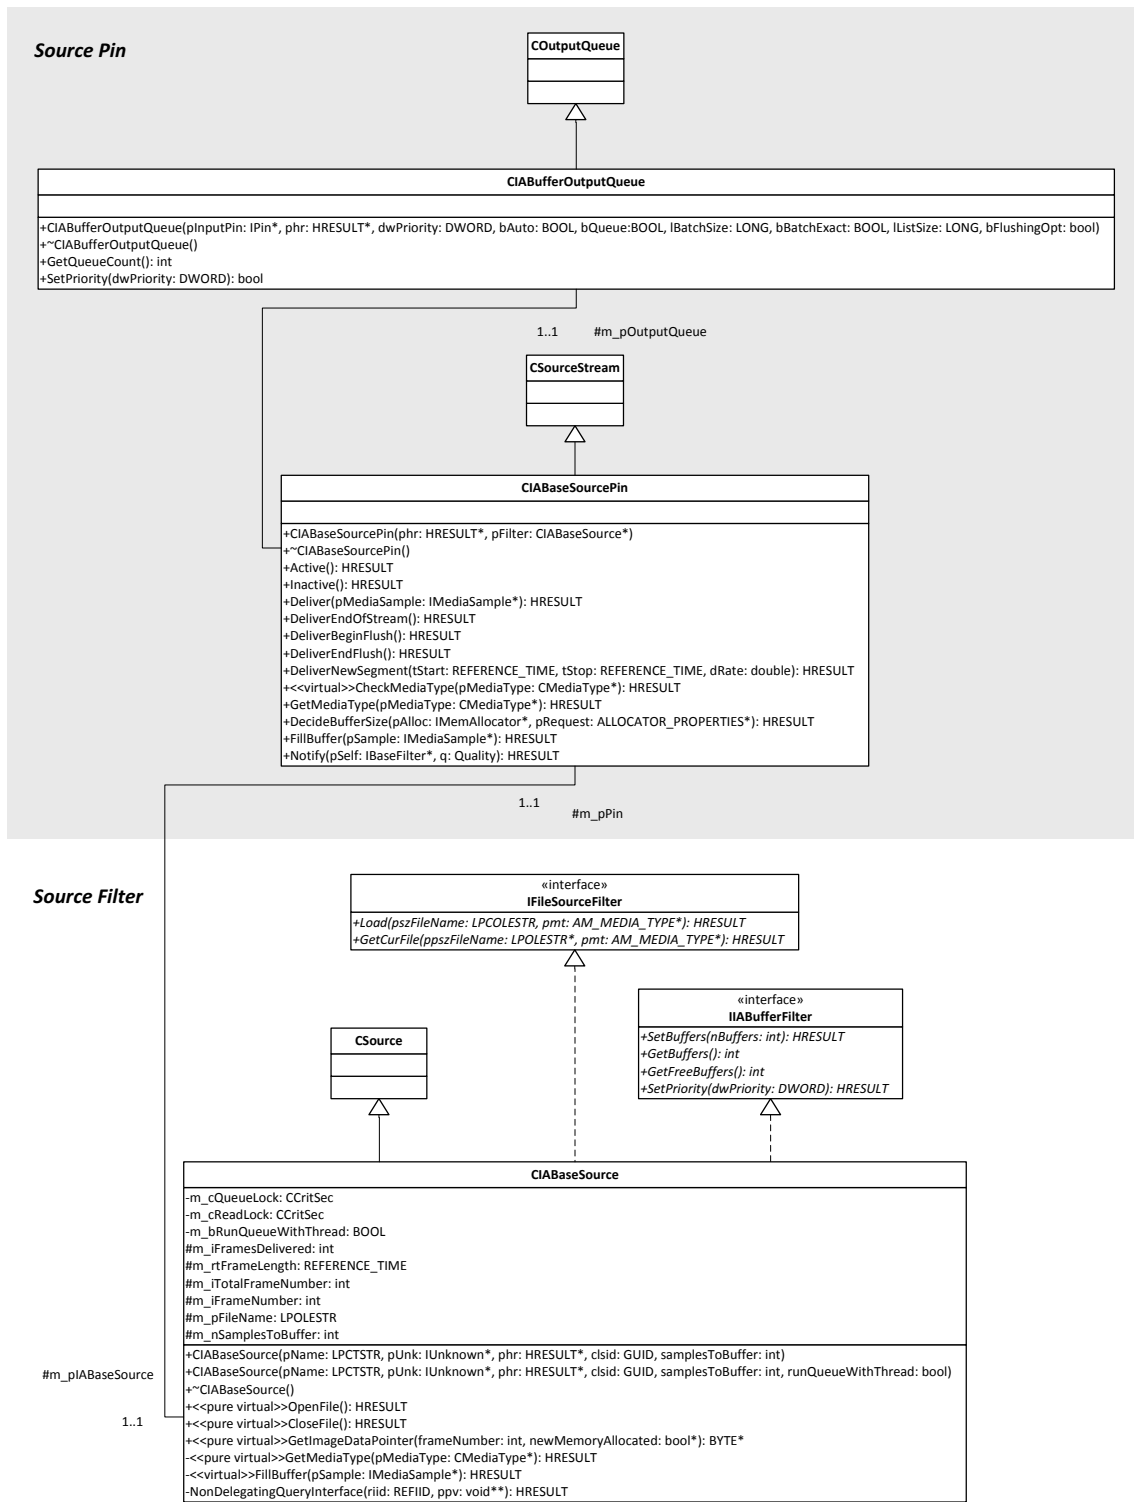 Source Pin
COutputQueue
CIABufferOutputQueue
+CIABufferOutputQueue(pInputPin: IPin*, phr: HRESULT*, dwPriority: DWORD, bAuto: BOOL, bQueue:BOOL, lBatchSize: LONG, bBatchExact: BOOL, lListSize: LONG, bFlushingOpt: bool)
+~CIABufferOutputQueue()
+GetQueueCount(): int
+SetPriority(dwPriority: DWORD): bool
1..1 #m_pOutputQueue
CSourceStream
CIABaseSourcePin
+CIABaseSourcePin(phr: HRESULT*, pFilter: CIABaseSource*)
+~CIABaseSourcePin()
+Active(): HRESULT
+Inactive(): HRESULT
+Deliver(pMediaSample: IMediaSample*): HRESULT
+DeliverEndOfStream(): HRESULT
+DeliverBeginFlush(): HRESULT
+DeliverEndFlush(): HRESULT
+DeliverNewSegment(tStart: REFERENCE_TIME, tStop: REFERENCE_TIME, dRate: double): HRESULT
+<<virtual>>CheckMediaType(pMediaType: CMediaType*): HRESULT
+GetMediaType(pMediaType: CMediaType*): HRESULT
+DecideBufferSize(pAlloc: IMemAllocator*, pRequest: ALLOCATOR_PROPERTIES*): HRESULT
+FillBuffer(pSample: IMediaSample*): HRESULT
+Notify(pSelf: IBaseFilter*, q: Quality): HRESULT
1..1
#m_pPin
Source Filter
«interface»
IFileSourceFilter
+Load(pszFileName: LPCOLESTR, pmt: AM_MEDIA_TYPE*): HRESULT
+GetCurFile(ppszFileName: LPOLESTR*, pmt: AM_MEDIA_TYPE*): HRESULT
«interface»
IIABufferFilter
+SetBuffers(nBuffers: int): HRESULT
+GetBuffers(): int
+GetFreeBuffers(): int
+SetPriority(dwPriority: DWORD): HRESULT
CSource
CIABaseSource
-m_cQueueLock: CCritSec
-m_cReadLock: CCritSec
-m_bRunQueueWithThread: BOOL
#m_iFramesDelivered: int
#m_rtFrameLength: REFERENCE_TIME
#m_iTotalFrameNumber: int
#m_iFrameNumber: int
#m_pFileName: LPOLESTR
#m_nSamplesToBuffer: int
+CIABaseSource(pName: LPCTSTR, pUnk: IUnknown*, phr: HRESULT*, clsid: GUID, samplesToBuffer: int)
+CIABaseSource(pName: LPCTSTR, pUnk: IUnknown*, phr: HRESULT*, clsid: GUID, samplesToBuffer: int, runQueueWithThread: bool)
+~CIABaseSource()
+<<pure virtual>>OpenFile(): HRESULT
+<<pure virtual>>CloseFile(): HRESULT
+<<pure virtual>>GetImageDataPointer(frameNumber: int, newMemoryAllocated: bool*): BYTE*
-<<pure virtual>>GetMediaType(pMediaType: CMediaType*): HRESULT
-<<virtual>>FillBuffer(pSample: IMediaSample*): HRESULT
-NonDelegatingQueryInterface(riid: REFIID, ppv: void**): HRESULT
#m_pIABaseSource
1..1